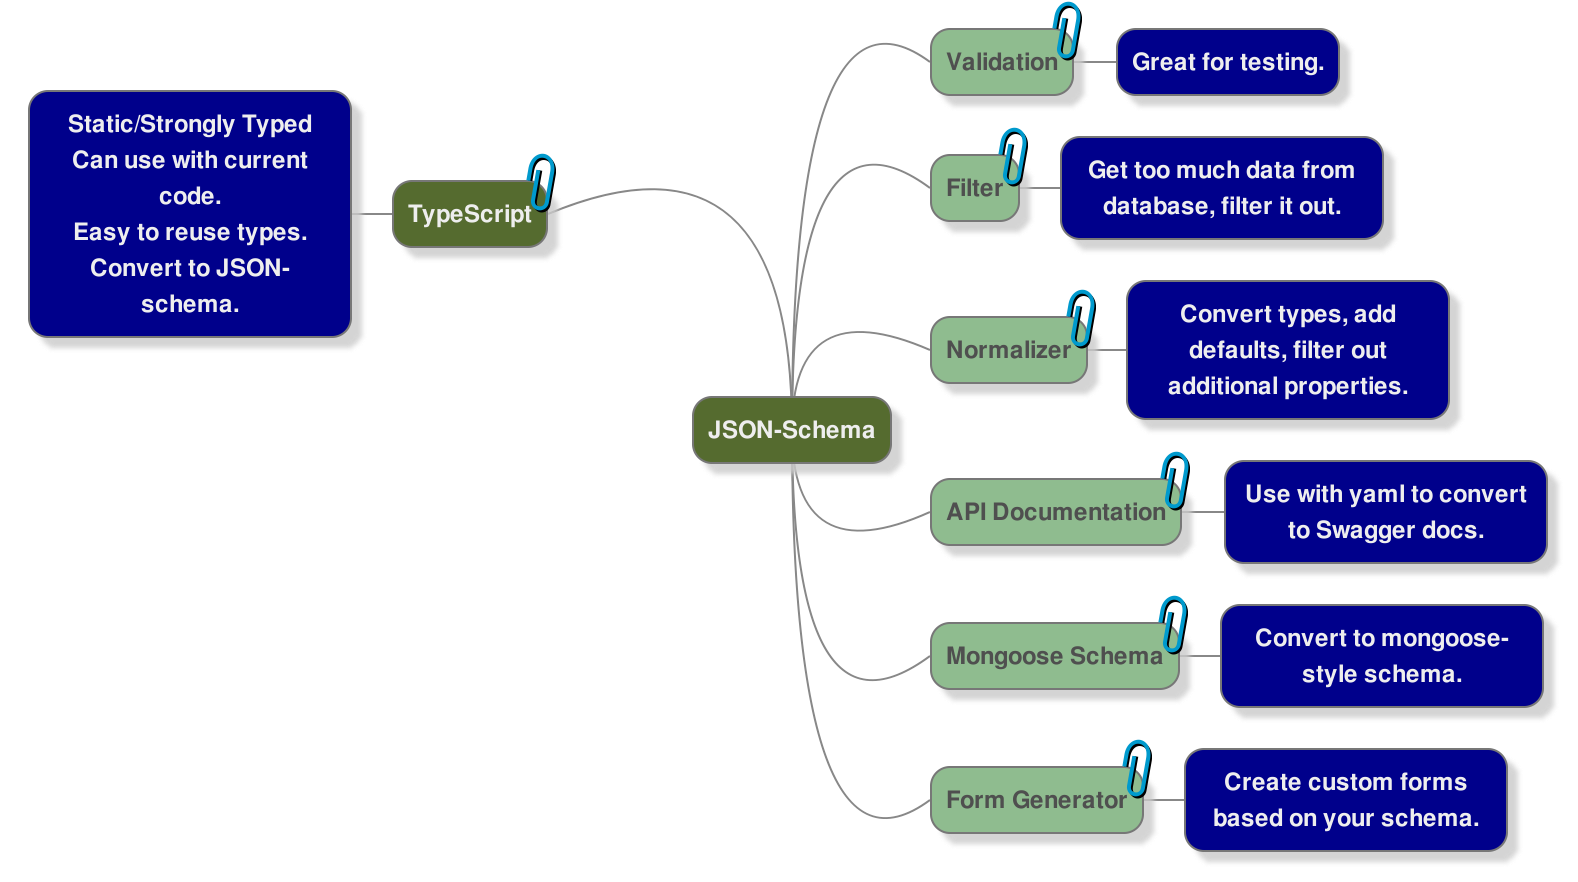 Static/Strongly Typed
Can use with current
code.
Easy to reuse types.
Convert to JSON-
schema.
TypeScript
JSON-Schema
Validation
Great for testing.
Filter
Get too much data from
database, filter it out.
Normalizer
Convert types, add
defaults, filter out
additional properties.
API Documentation
Use with yaml to convert
to Swagger docs.
Mongoose Schema
Convert to mongoose-
style schema.
Form Generator
Create custom forms
based on your schema.